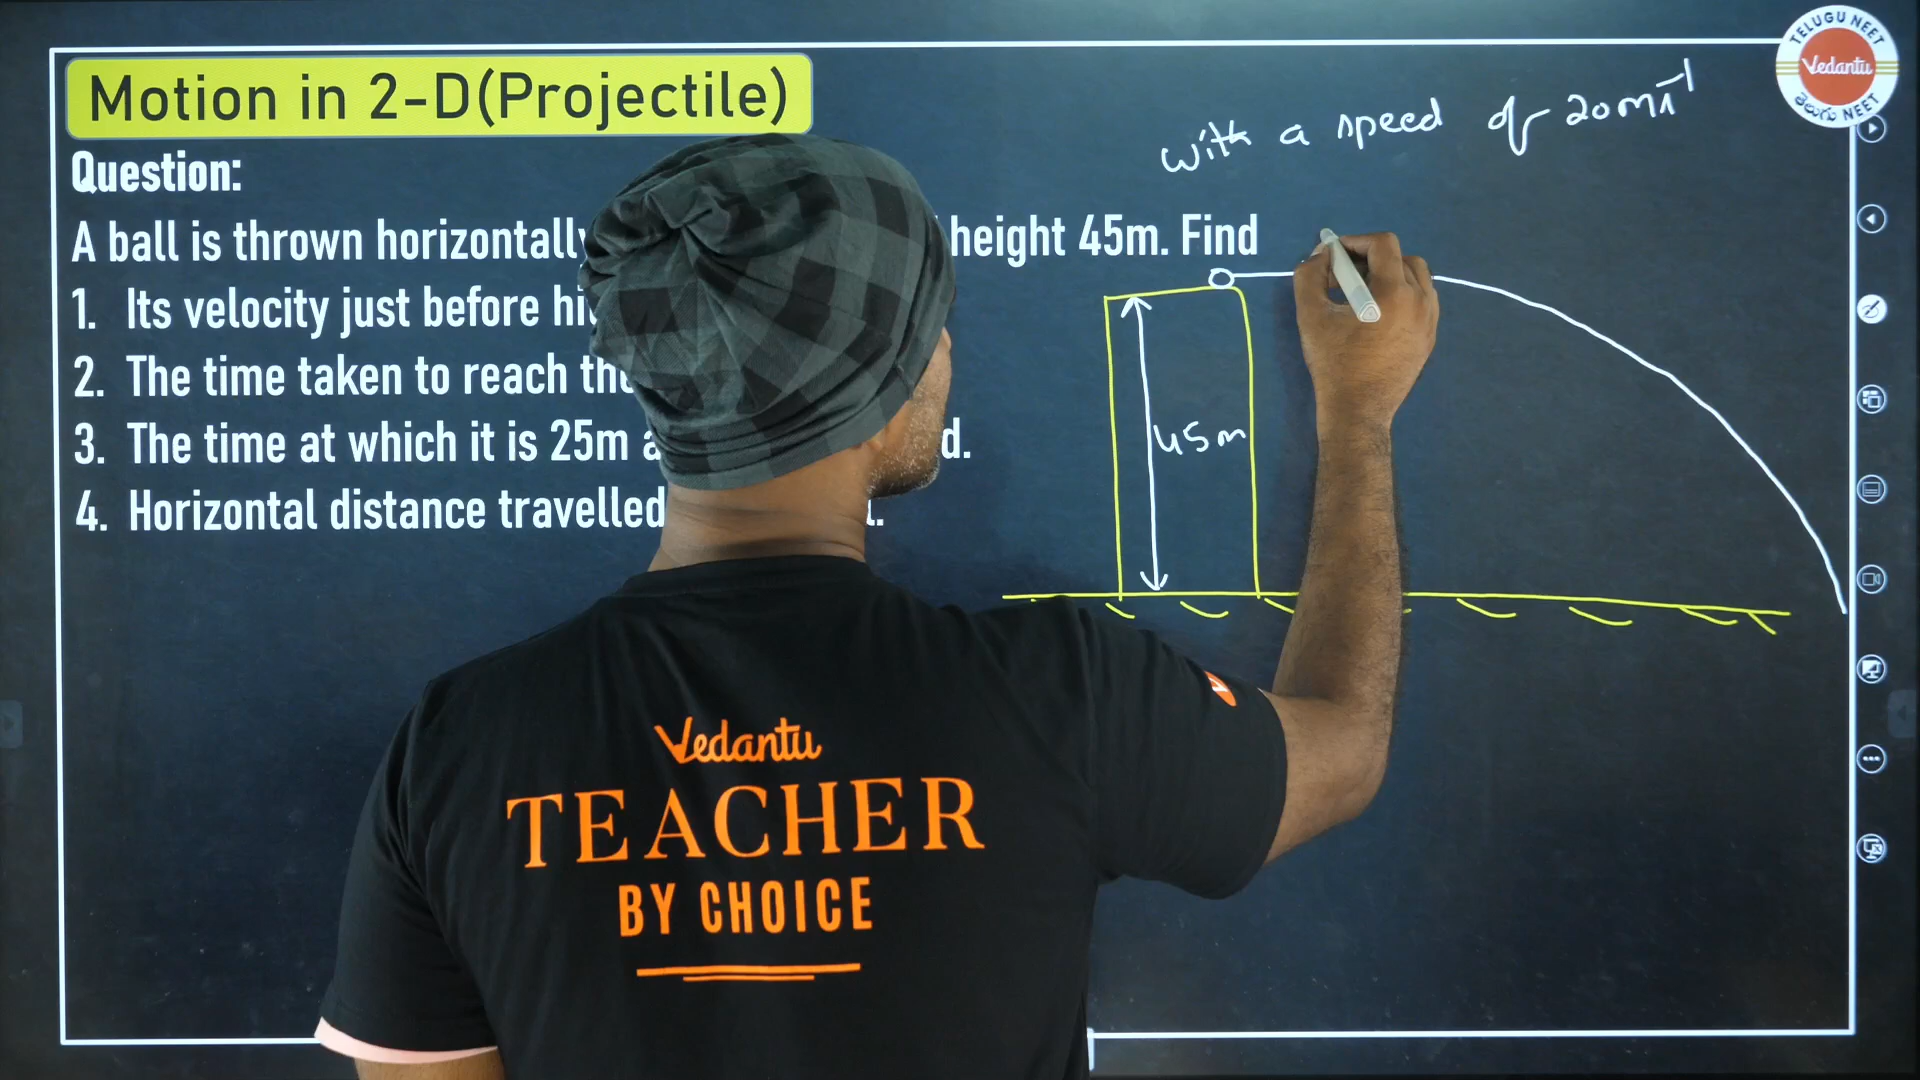 Motion in 2-D(Projectile)
with a speed of 20ms⁻¹
TELUGU NEET
Vedantu
తెలుగు NEET
Question:
A ball is thrown horizontally height 45m. Find
1. Its velocity just before hi
2. The time taken to reach the
3. The time at which it is 25m a d.
4. Horizontal distance travelled
45m
Vedantu
TEACHER
BY CHOICE